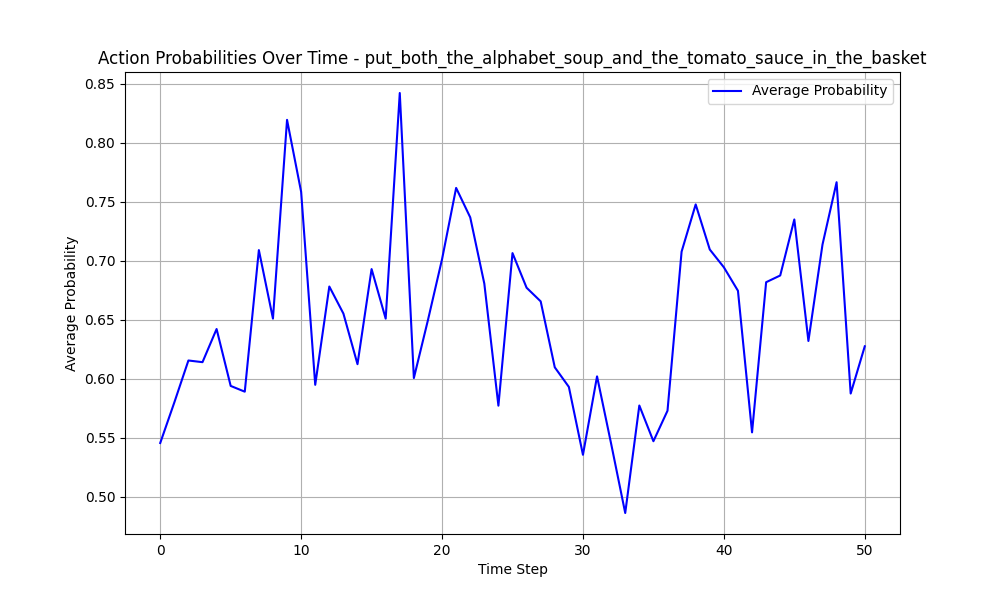 Action Probabilities Over Time - put_both_the_alphabet_soup_and_the_tomato_sauce_in_the_basket
Average Probability
0.85
0.80
0.75
0.70
0.65
0.60
0.55
0.50
Average Probability
0 10 20 30 40 50
Time Step